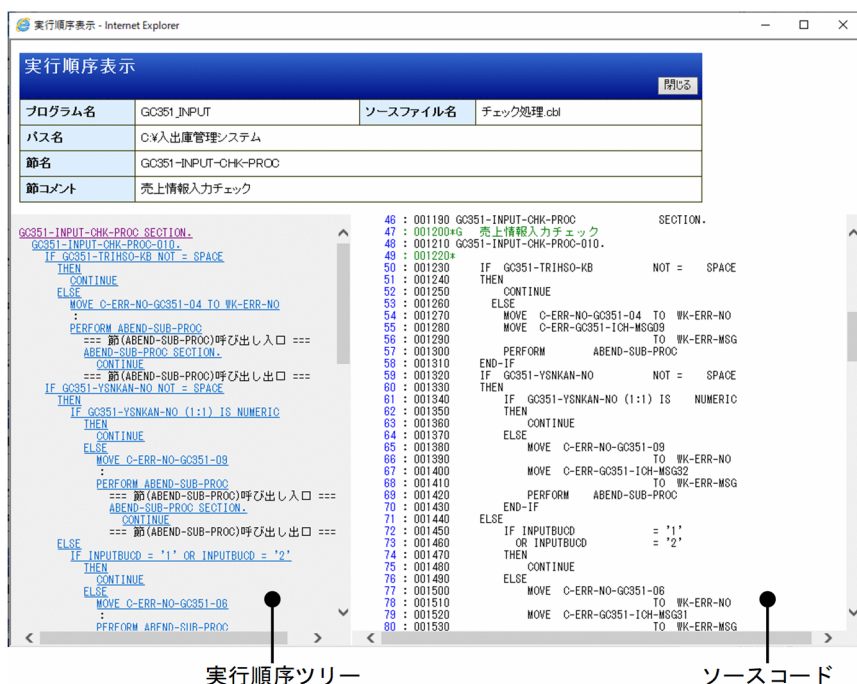 実行順序表示 - Internet Explorer
実行順序表示
閉じる
プログラム名 GC351_INPUT ソースファイル名 チェック処理.cbl
パス名 C:¥入出庫管理システム
節名 GC351-INPUT-CHK-PROC
節コメント 売上情報入力チェック
GC351-INPUT-CHK-PROC SECTION.
GC351-INPUT-CHK-PROC-010.
IF GC351-TRIHSO-KB NOT = SPACE
THEN
CONTINUE
ELSE
MOVE C-ERR-NO-GC351-04 TO WK-ERR-NO
:
PERFORM ABEND-SUB-PROC
=== 節(ABEND-SUB-PROC)呼び出し入口 ===
ABEND-SUB-PROC SECTION.
CONTINUE
=== 節(ABEND-SUB-PROC)呼び出し出口 ===
IF GC351-YSNKAN-NO NOT = SPACE
THEN
IF GC351-YSNKAN-NO (1:1) IS NUMERIC
THEN
CONTINUE
ELSE
MOVE C-ERR-NO-GC351-09
:
PERFORM ABEND-SUB-PROC
=== 節(ABEND-SUB-PROC)呼び出し入口 ===
ABEND-SUB-PROC SECTION.
CONTINUE
=== 節(ABEND-SUB-PROC)呼び出し出口 ===
ELSE
IF INPUTBUCD = '1' OR INPUTBUCD = '2'
THEN
CONTINUE
ELSE
MOVE C-ERR-NO-GC351-06
:
PERFORM ABEND-SUB-PROC
46 : 001190 GC351-INPUT-CHK-PROC SECTION.
47 : 001200*G 売上情報入力チェック
48 : 001210 GC351-INPUT-CHK-PROC-010.
49 : 001220*
50 : 001230 IF GC351-TRIHSO-KB NOT = SPACE
51 : 001240 THEN
52 : 001250 CONTINUE
53 : 001260 ELSE
54 : 001270 MOVE C-ERR-NO-GC351-04 TO WK-ERR-NO
55 : 001280 MOVE C-ERR-GC351-ICH-MSG09
56 : 001290 TO WK-ERR-MSG
57 : 001300 PERFORM ABEND-SUB-PROC
58 : 001310 END-IF
59 : 001320 IF GC351-YSNKAN-NO NOT = SPACE
60 : 001330 THEN
61 : 001340 IF GC351-YSNKAN-NO (1:1) IS NUMERIC
62 : 001350 THEN
63 : 001360 CONTINUE
64 : 001370 ELSE
65 : 001380 MOVE C-ERR-NO-GC351-09
66 : 001390 TO WK-ERR-NO
67 : 001400 MOVE C-ERR-GC351-ICH-MSG32
68 : 001410 TO WK-ERR-MSG
69 : 001420 PERFORM ABEND-SUB-PROC
70 : 001430 END-IF
71 : 001440 ELSE
72 : 001450 IF INPUTBUCD = '1'
73 : 001460 OR INPUTBUCD = '2'
74 : 001470 THEN
75 : 001480 CONTINUE
76 : 001490 ELSE
77 : 001500 MOVE C-ERR-NO-GC351-06
78 : 001510 TO WK-ERR-NO
79 : 001520 MOVE C-ERR-GC351-ICH-MSG31
80 : 001530 TO WK-ERR-MSG
実行順序ツリー
ソースコード